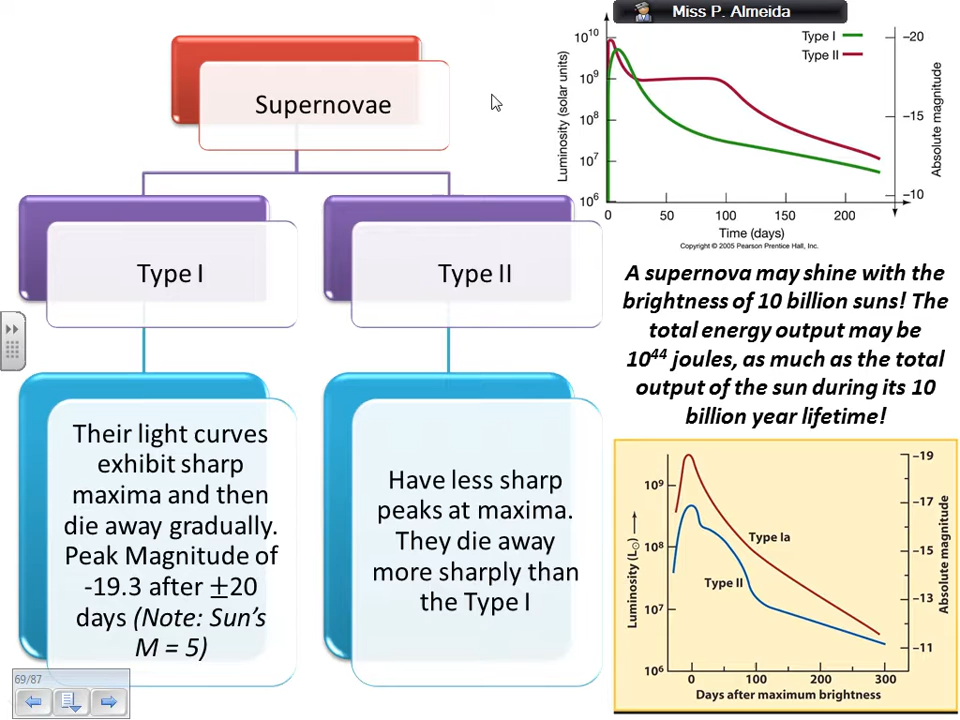 Miss P. Almeida
Supernovae
Type I
Type II
Their light curves
exhibit sharp
maxima and then
die away gradually.
Peak Magnitude of
-19.3 after ±20
days (Note: Sun's
M = 5)
Have less sharp
peaks at maxima.
They die away
more sharply than
the Type I
69/87
Luminosity (solar units)
10¹⁰
10⁹
10⁸
10⁷
10⁶
Type I
Type II
-20
-15
-10
Absolute magnitude
0 50 100 150 200
Time (days)
Copyright © 2005 Pearson Prentice Hall, Inc.
A supernova may shine with the
brightness of 10 billion suns! The
total energy output may be
10⁴⁴ joules, as much as the total
output of the sun during its 10
billion year lifetime!
Luminosity (L☉)
10⁹
10⁸
10⁷
10⁶
Type Ia
Type II
-19
-17
-15
-13
-11
Absolute magnitude
0 100 200 300
Days after maximum brightness